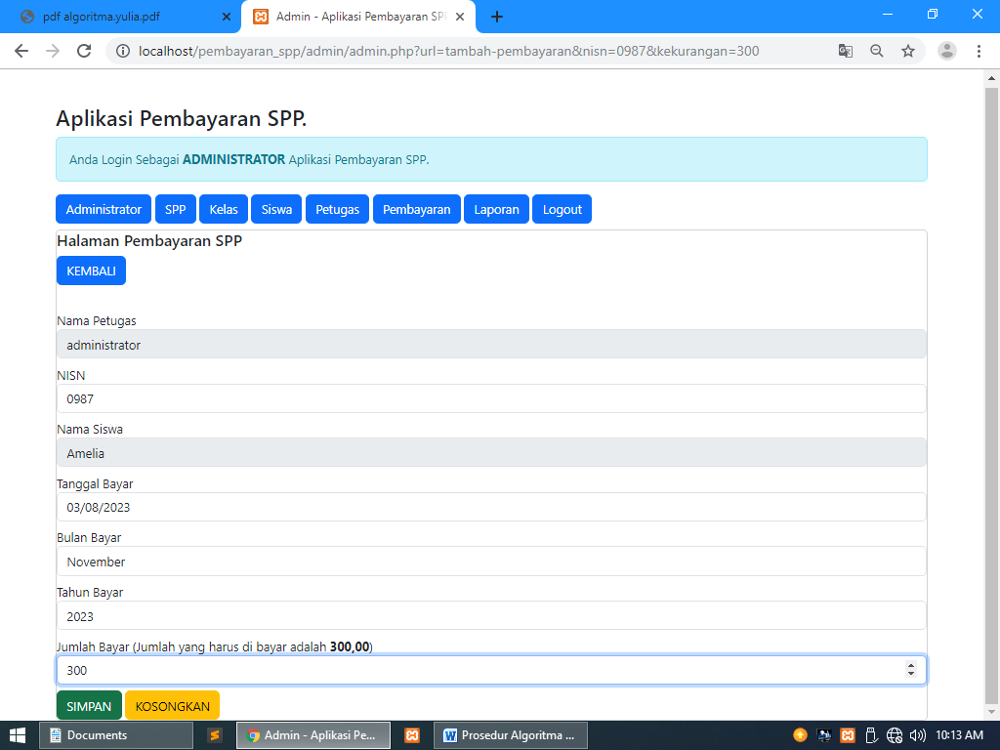 pdf algoritma.yulia.pdf
Admin - Aplikasi Pembayaran SP
localhost/pembayaran_spp/admin/admin.php?url=tambah-pembayaran&nisn=0987&kekurangan=300
Aplikasi Pembayaran SPP.
Anda Login Sebagai ADMINISTRATOR Aplikasi Pembayaran SPP.
Administrator SPP Kelas Siswa Petugas Pembayaran Laporan Logout
Halaman Pembayaran SPP
KEMBALI
Nama Petugas
administrator
NISN
0987
Nama Siswa
Amelia
Tanggal Bayar
03/08/2023
Bulan Bayar
November
Tahun Bayar
2023
Jumlah Bayar (Jumlah yang harus di bayar adalah 300,00)
300
SIMPAN KOSONGKAN
Documents Admin - Aplikasi Pe... Prosedur Algoritma ... 10:13 AM